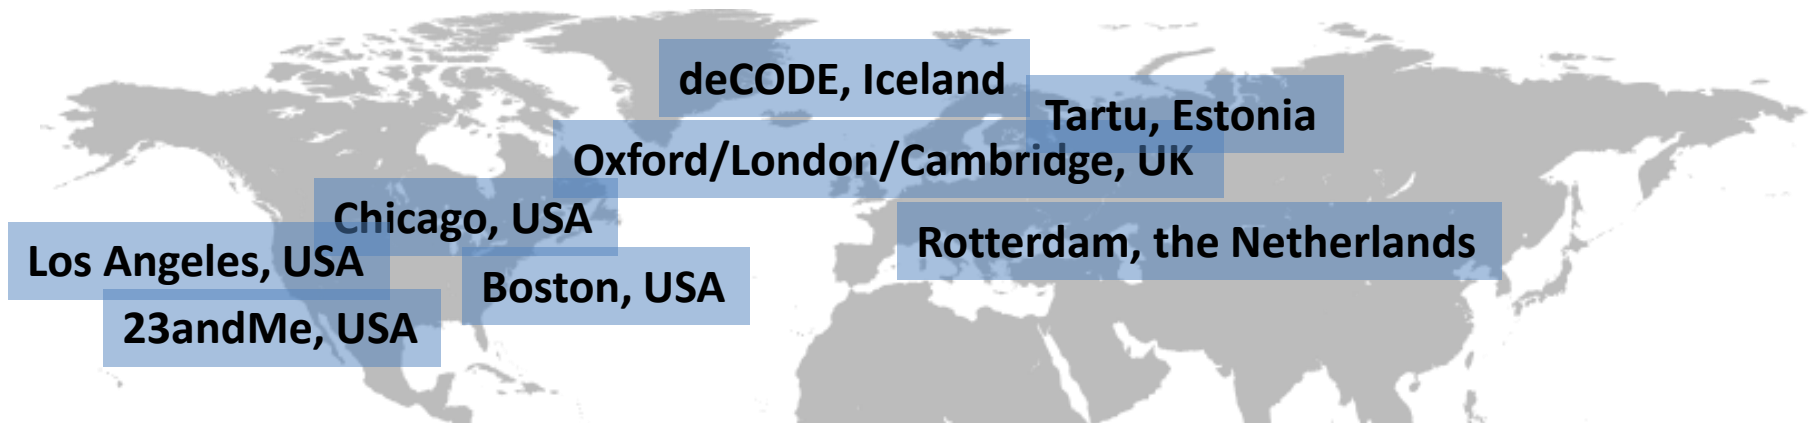 deCODE, Iceland
Tartu, Estonia
Oxford/London/Cambridge, UK
Chicago, USA
Rotterdam, the Netherlands
Los Angeles, USA
Boston, USA
23andMe, USA